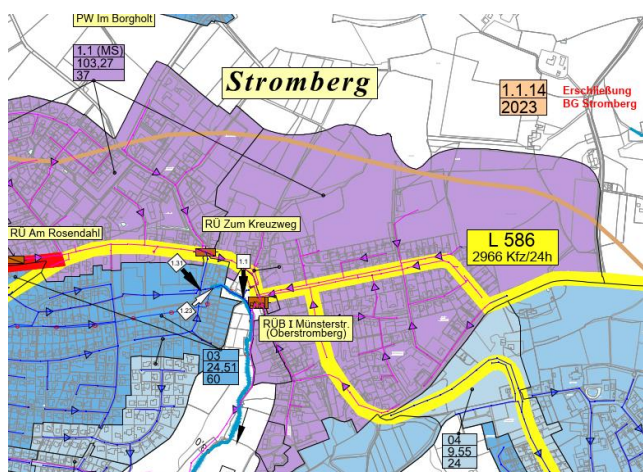 PW Im Borgholt
1.1 (MS)
103,27
37
Stromberg
1.1.14
2023
Erschließung
BG Stromberg
RÜ Am Rosendahl
RÜ Zum Kreuzweg
L 586
2966 Kfz/24h
1.31
1.1
1.23
RÜB I Münsterstr.
(Oberstromberg)
03
24,51
60
04
9,55
24